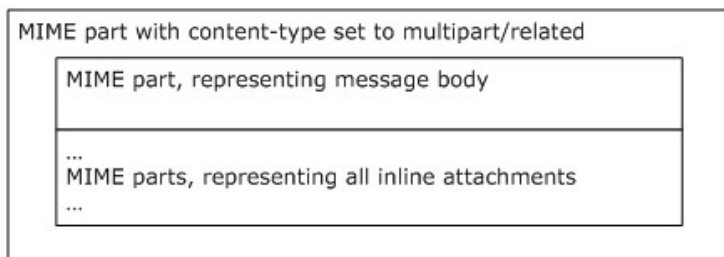 MIME part with content-type set to multipart/related
MIME part, representing message body
...
MIME parts, representing all inline attachments
...